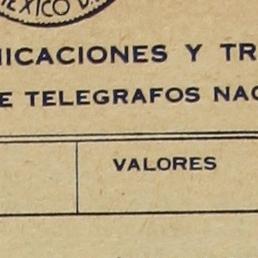 MEXICO D.
NICACIONES Y TR
E TELEGRAFOS NAC
VALORES